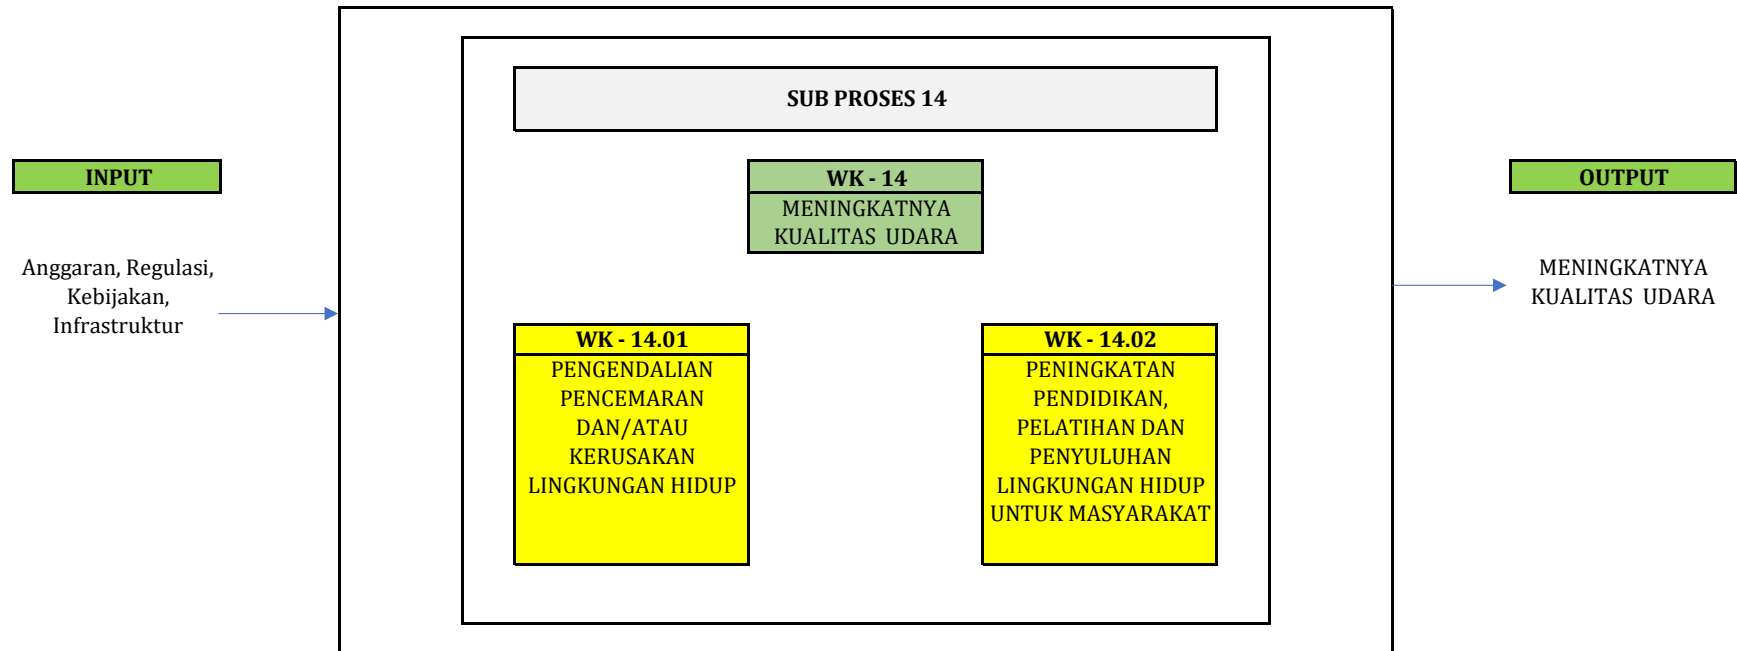 SUB PROSES 14
INPUT
Anggaran, Regulasi,
Kebijakan,
Infrastruktur
WK - 14
MENINGKATNYA
KUALITAS UDARA
WK - 14.01
PENGENDALIAN
PENCEMARAN
DAN/ATAU
KERUSAKAN
LINGKUNGAN HIDUP
WK - 14.02
PENINGKATAN
PENDIDIKAN,
PELATIHAN DAN
PENYULUHAN
LINGKUNGAN HIDUP
UNTUK MASYARAKAT
OUTPUT
MENINGKATNYA
KUALITAS UDARA